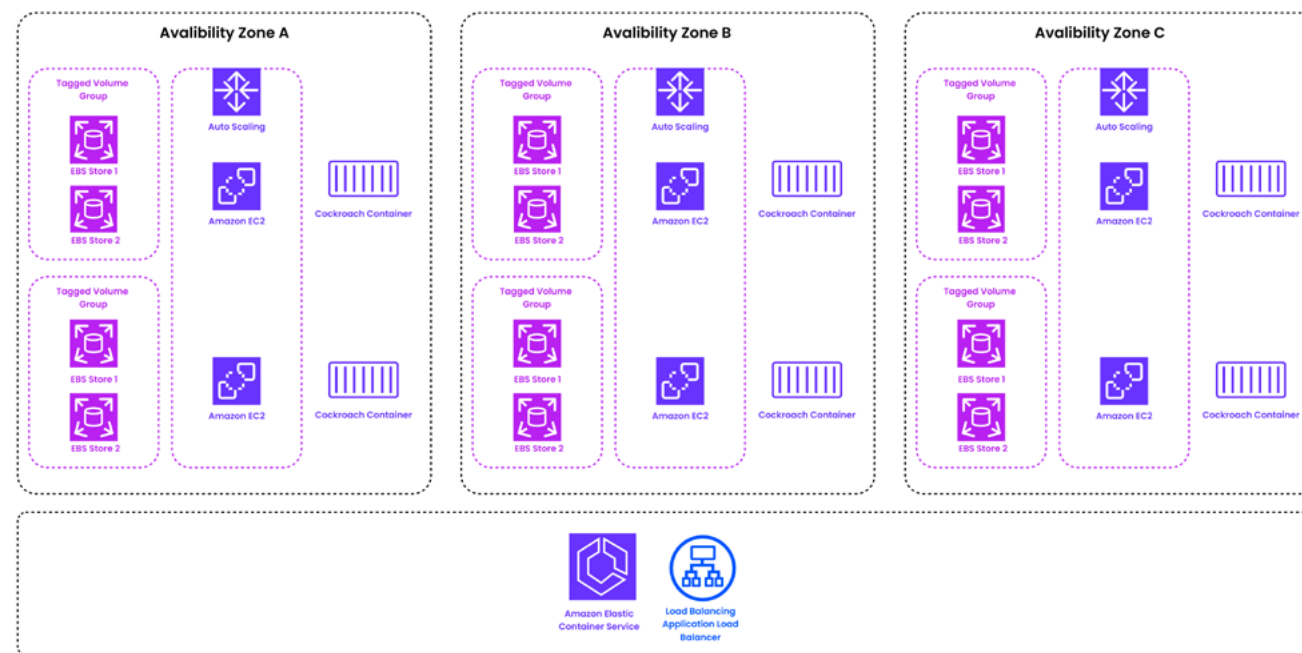 Avalibility Zone A
Tagged Volume
Group
EBS Store 1
EBS Store 2
Tagged Volume
Group
EBS Store 1
EBS Store 2
Auto Scaling
Amazon EC2
Amazon EC2
Cockroach Container
Cockroach Container
Avalibility Zone B
Tagged Volume
Group
EBS Store 1
EBS Store 2
Tagged Volume
Group
EBS Store 1
EBS Store 2
Auto Scaling
Amazon EC2
Amazon EC2
Cockroach Container
Cockroach Container
Avalibility Zone C
Tagged Volume
Group
EBS Store 1
EBS Store 2
Tagged Volume
Group
EBS Store 1
EBS Store 2
Auto Scaling
Amazon EC2
Amazon EC2
Cockroach Container
Cockroach Container
Amazon Elastic
Container Service
Load Balancing
Application Load
Balancer